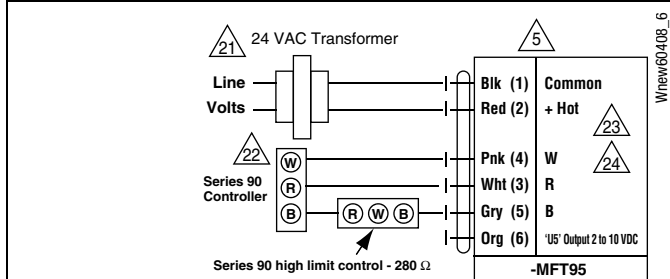 Wnew60408_6
21 24 VAC Transformer
5
Line
Volts
Blk (1) Common
Red (2) + Hot
23
22
24
Series 90
Controller
W
R
B
R W B
Pnk (4) W
Wht (3) R
Gry (5) B
Org (6) 'U5' Output 2 to 10 VDC
Series 90 high limit control - 280 Ω
-MFT95